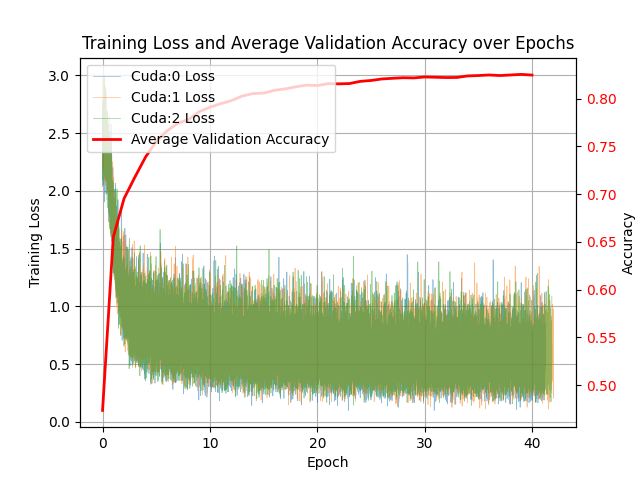 Training Loss and Average Validation Accuracy over Epochs
Cuda:0 Loss
Cuda:1 Loss
Cuda:2 Loss
Average Validation Accuracy
Training Loss
3.0
2.5
2.0
1.5
1.0
0.5
0.0
0.80
0.75
0.70
0.65
0.60
0.55
0.50
Accuracy
0 10 20 30 40
Epoch